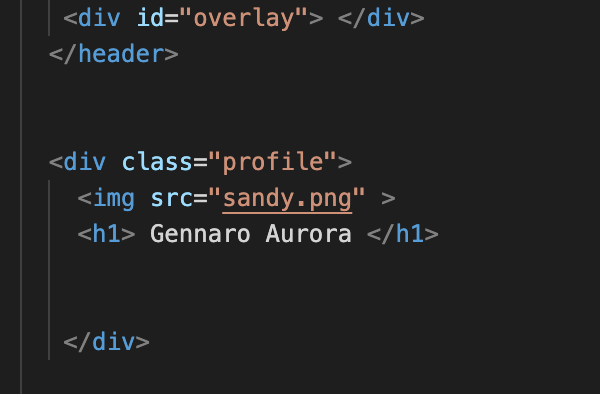 <div id="overlay"> </div>
</header>
<div class="profile">
<img src="sandy.png" >
<h1> Gennaro Aurora </h1>
</div>